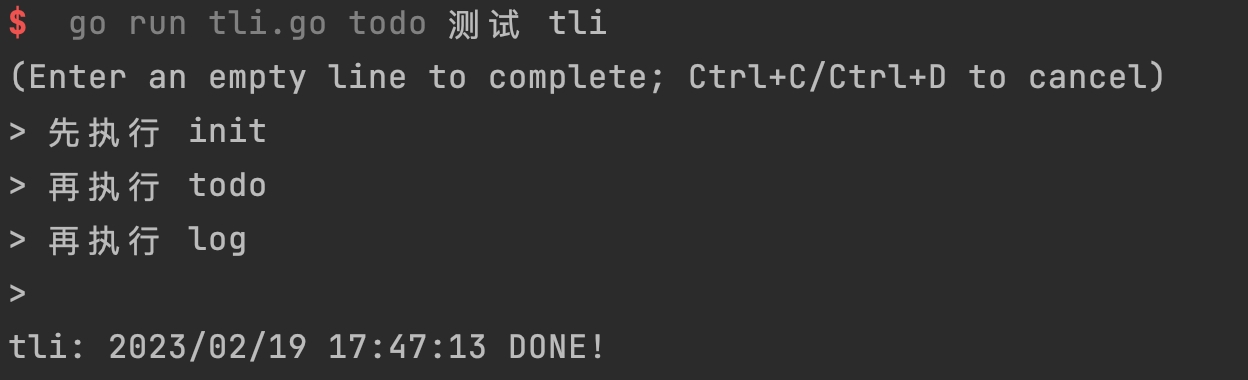 $ go run tli.go todo 测试 tli
(Enter an empty line to complete; Ctrl+C/Ctrl+D to cancel)
> 先执行 init
> 再执行 todo
> 再执行 log
>
tli: 2023/02/19 17:47:13 DONE!